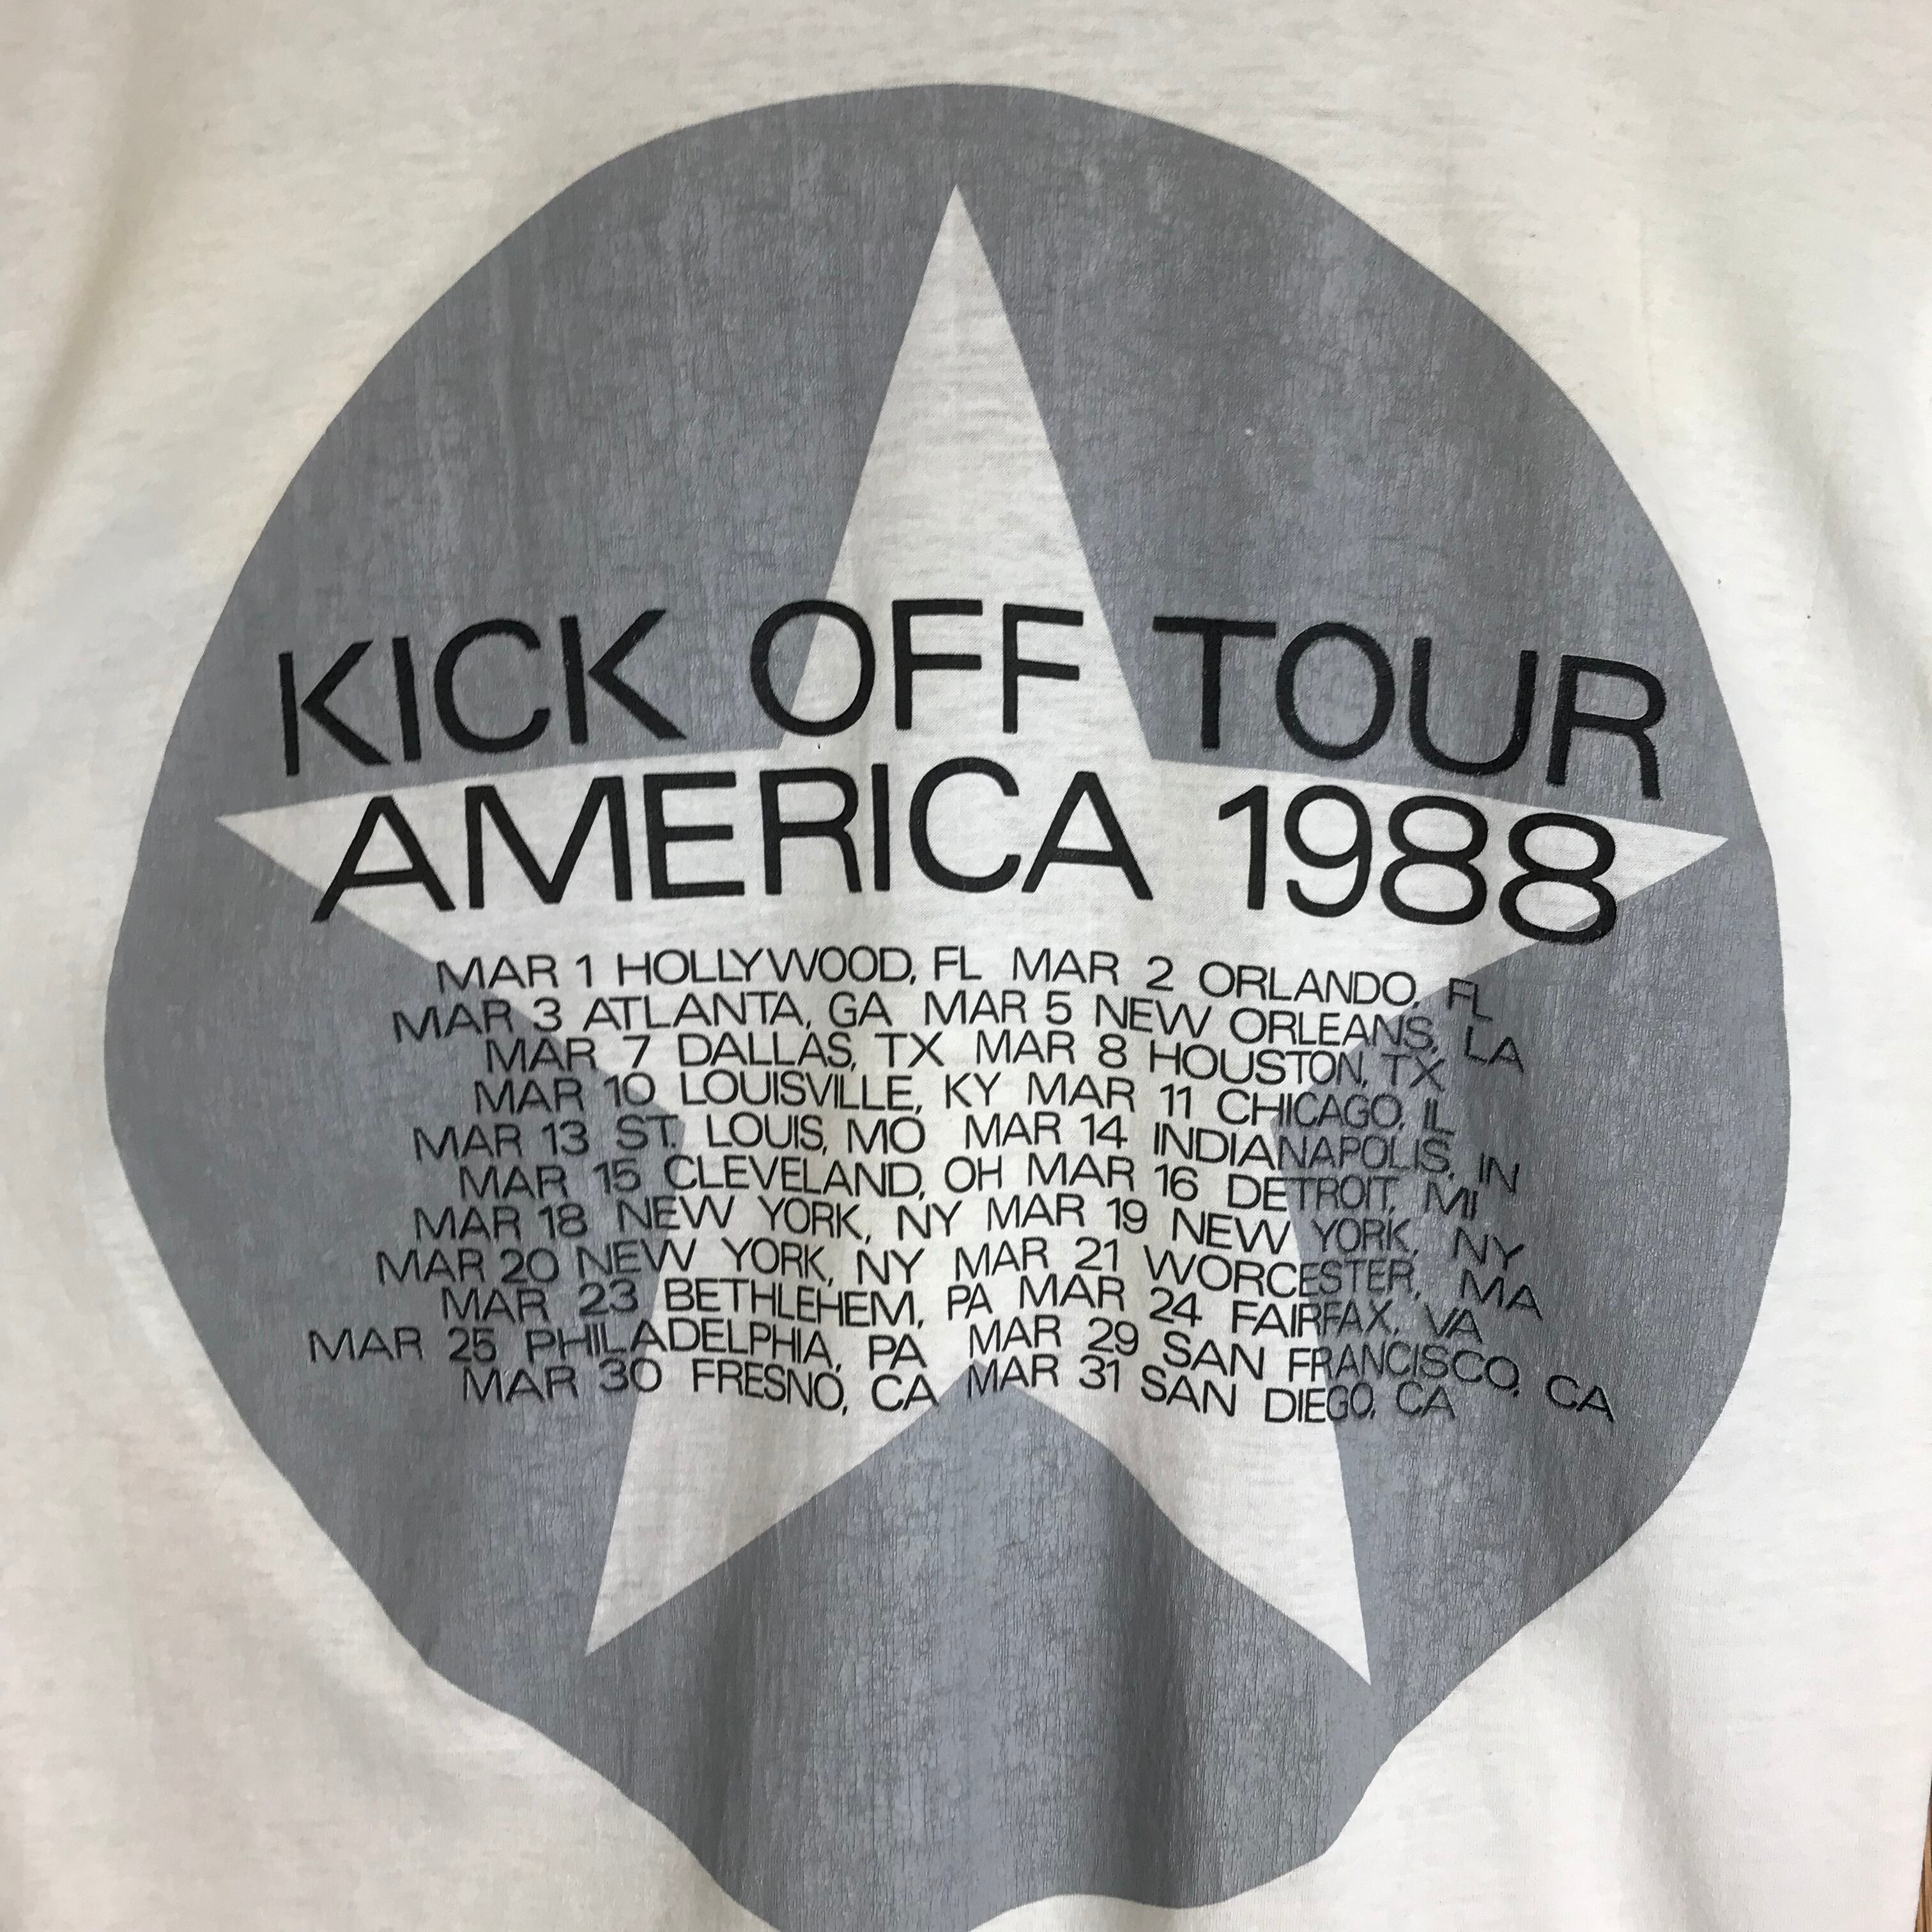 KICK OFF TOUR
AMERICA 1988
MAR 1 HOLLYWOOD, FL MAR 2 ORLANDO, FL
MAR 3 ATLANTA, GA MAR 5 NEW ORLEANS, LA
MAR 7 DALLAS, TX MAR 8 HOUSTON, TX
MAR 10 LOUISVILLE, KY MAR 11 CHICAGO, IL
MAR 13 ST. LOUIS, MO MAR 14 INDIANAPOLIS, IN
MAR 15 CLEVELAND, OH MAR 16 DETROIT, MI
MAR 18 NEW YORK, NY MAR 19 NEW YORK, NY
MAR 20 NEW YORK, NY MAR 21 WORCESTER, MA
MAR 23 BETHLEHEM, PA MAR 24 FAIRFAX, VA
MAR 25 PHILADELPHIA, PA MAR 29 SAN FRANCISCO, CA
MAR 30 FRESNO, CA MAR 31 SAN DIEGO, CA